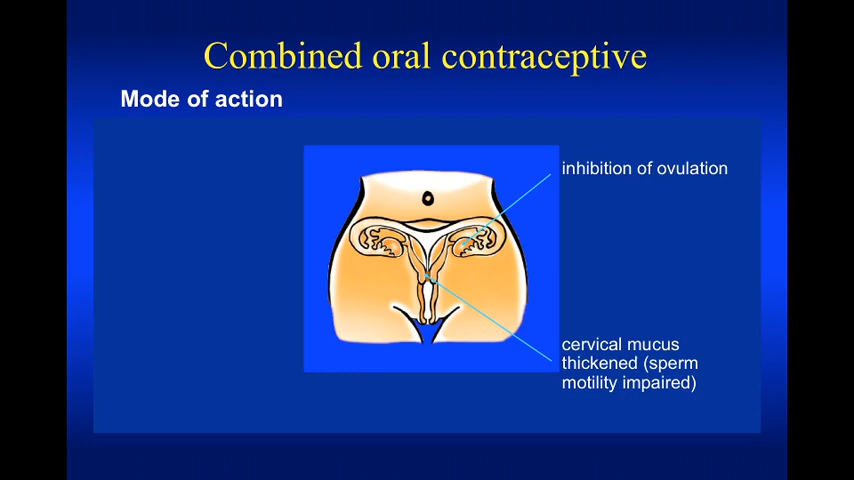 Combined oral contraceptive
Mode of action
inhibition of ovulation
cervical mucus
thickened (sperm
motility impaired)